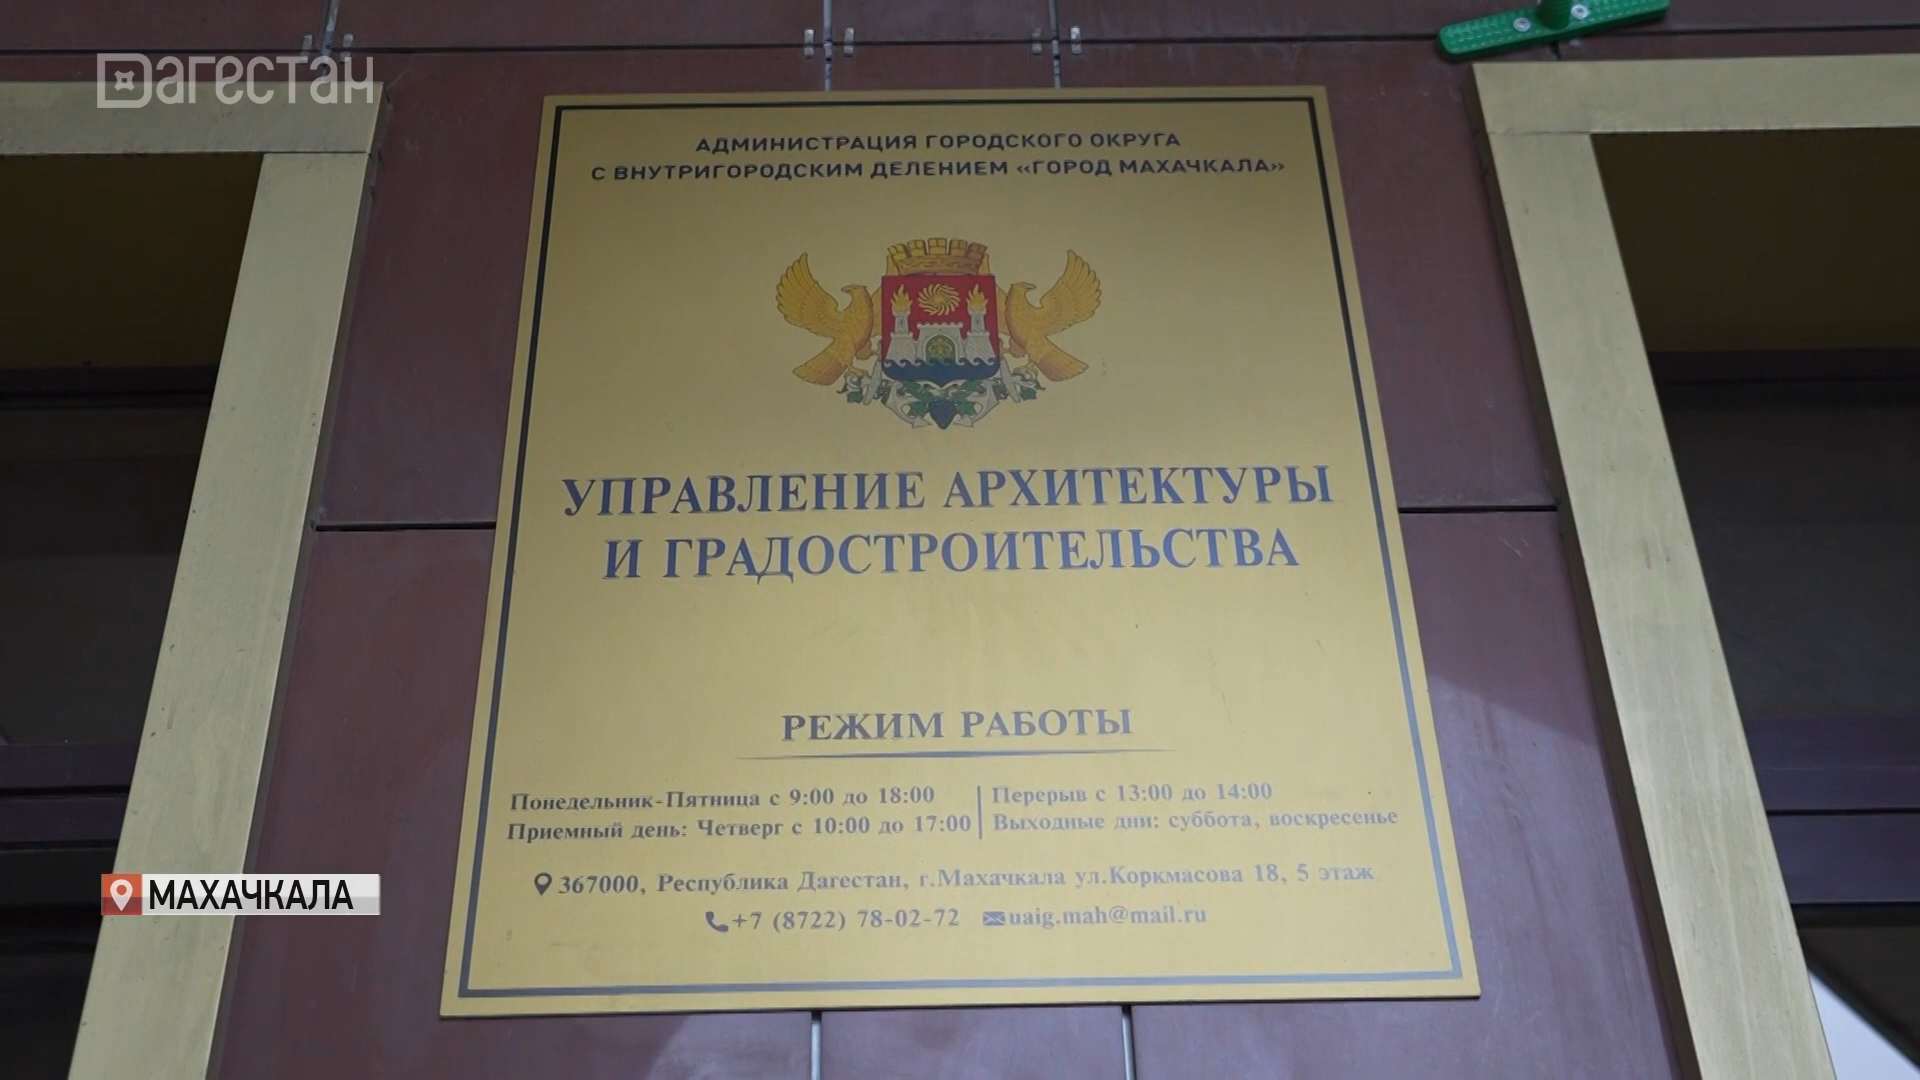 Дагестан
АДМИНИСТРАЦИЯ ГОРОДСКОГО ОКРУГА
С ВНУТРИГОРОДСКИМ ДЕЛЕНИЕМ «ГОРОД МАХАЧКАЛА»
УПРАВЛЕНИЕ АРХИТЕКТУРЫ
И ГРАДОСТРОИТЕЛЬСТВА
РЕЖИМ РАБОТЫ
Понедельник-Пятница с 9:00 до 18:00
Приемный день: Четверг с 10:00 до 17:00
Перерыв с 13:00 до 14:00
Выходные дни: суббота, воскресенье
367000, Республика Дагестан, г.Махачкала ул.Коркмасова 18, 5 этаж
+7 (8722) 78-02-72 uaig.mah@mail.ru
МАХАЧКАЛА